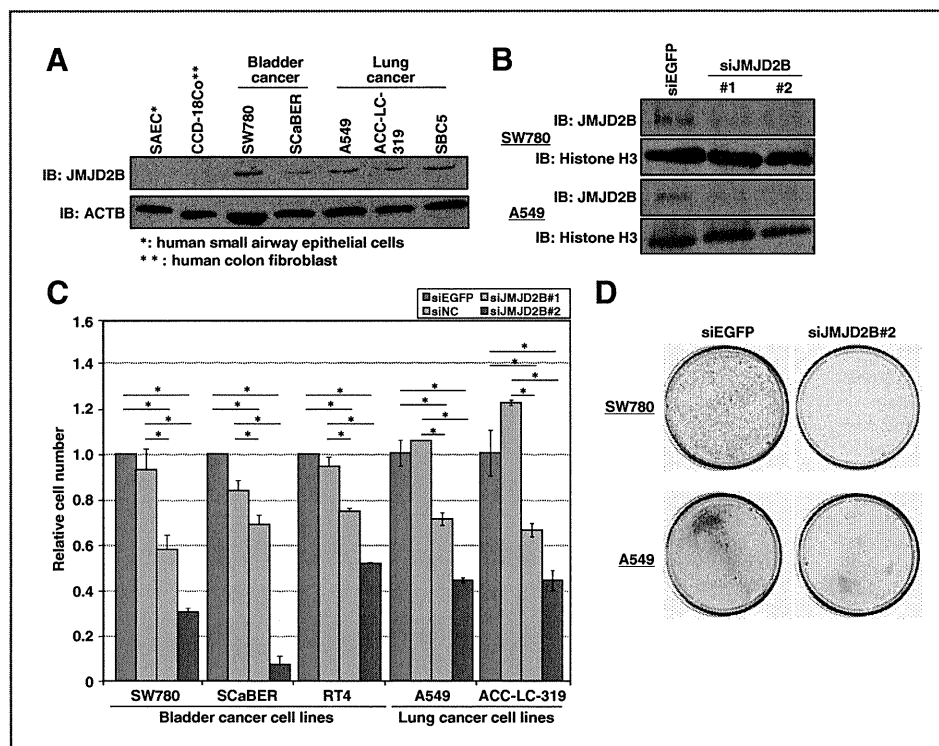 A
Bladder cancer
Lung cancer
SAEC*
CCD-18Co**
SW780
SCaBER
A549
ACC-LC-319
SBC5
IB: JMJD2B
IB: ACTB
*: human small airway epithelial cells
**: human colon fibroblast
B
siEGFP
siJMJD2B
#1
#2
IB: JMJD2B
SW780
IB: Histone H3
IB: JMJD2B
A549
IB: Histone H3
C
siEGFP
siJMJD2B#1
siNC
siJMJD2B#2
Relative cell number
1.6
1.4
1.2
1.0
0.8
0.6
0.4
0.2
0
* * * *
* * * *
* * * *
* * * *
* * * *
SW780
SCaBER
RT4
A549
ACC-LC-319
Bladder cancer cell lines
Lung cancer cell lines
D
siEGFP
siJMJD2B#2
SW780
A549